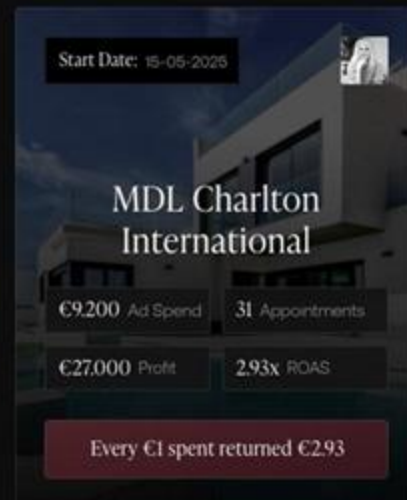 Start Date: 15-05-2025
MDL Charlton
International
€9.200 Ad Spend
31 Appointments
€27.000 Profit
2.93x ROAS
Every €1 spent returned €2.93